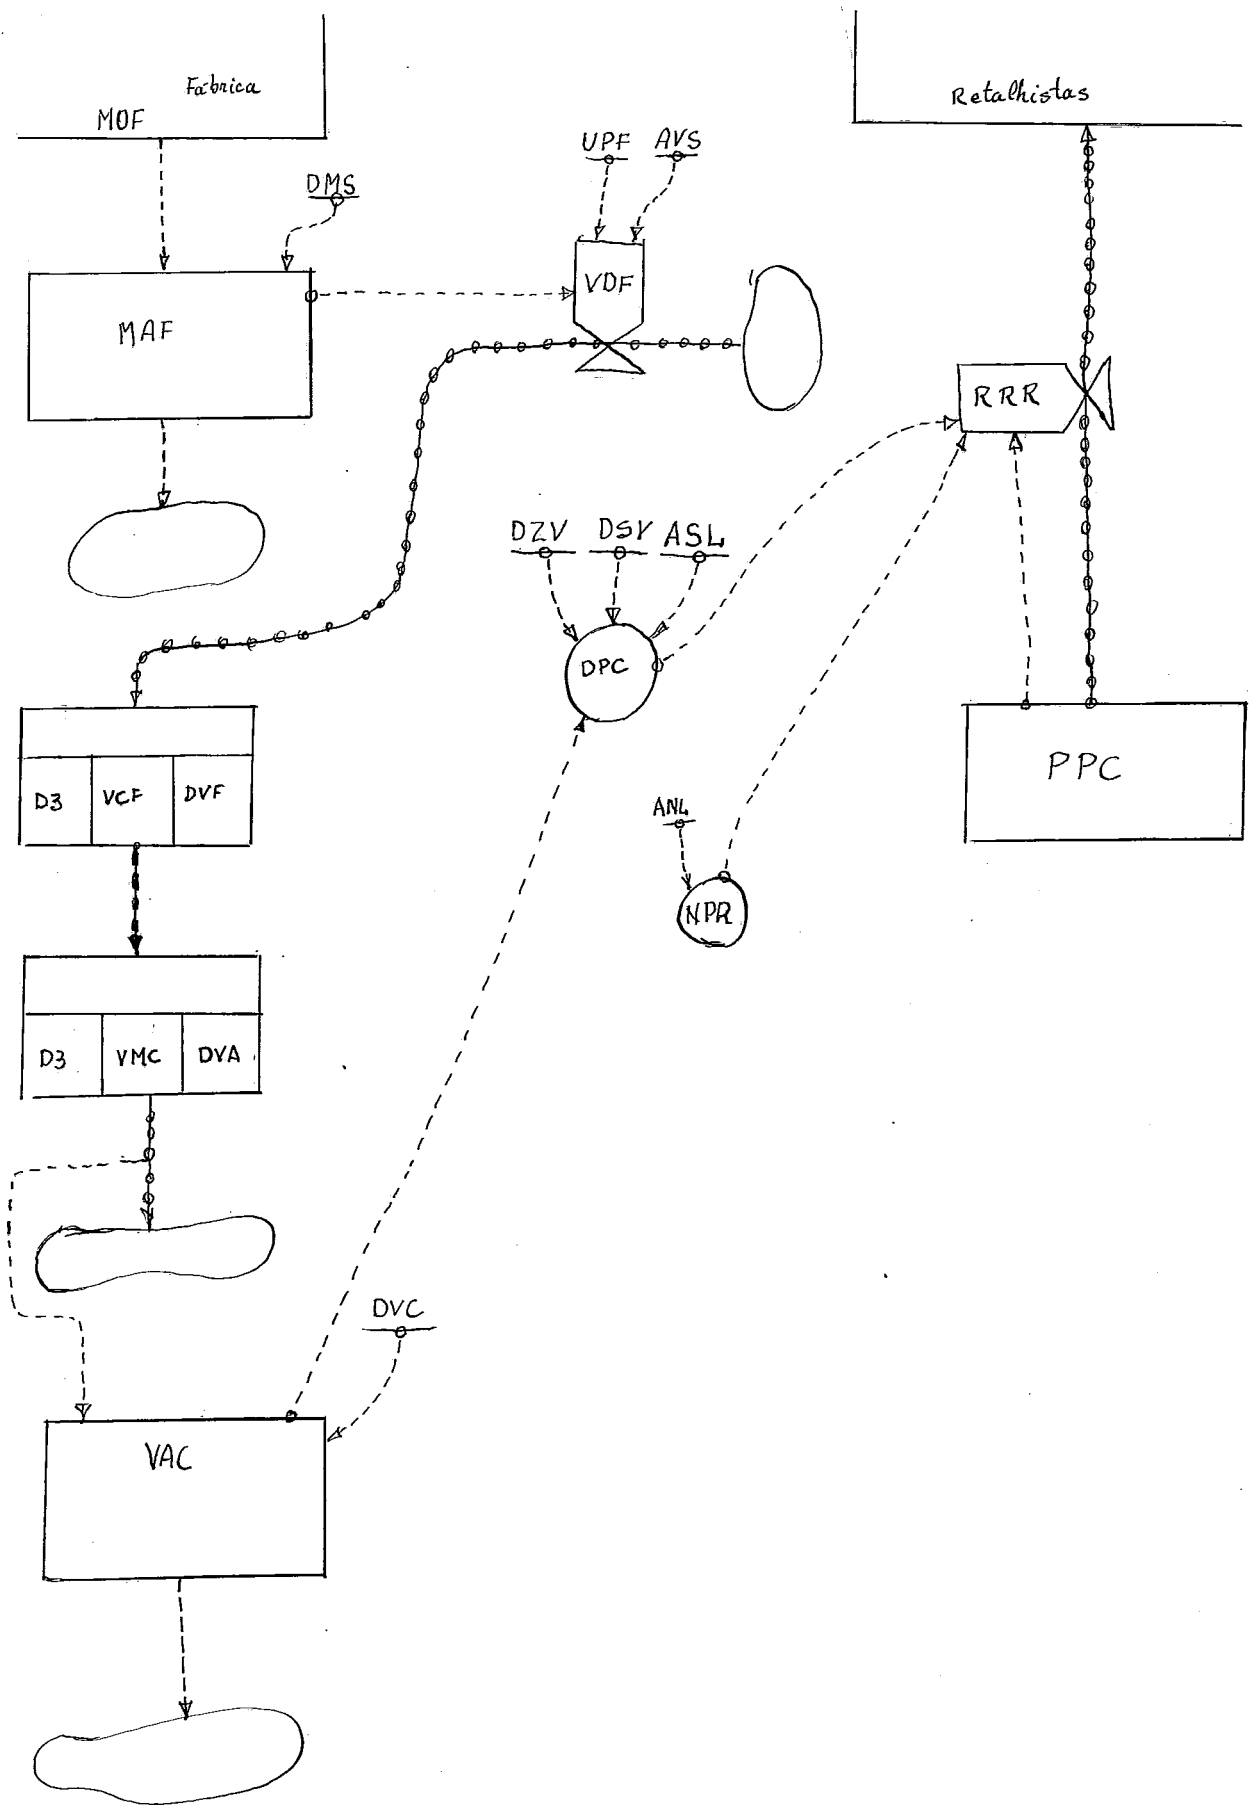 Fábrica
MOF
Retalhistas
UPF AVS
DMS
VDF
MAF
RRR
DZV DSV ASL
DPC
PPC
D3 VCF DVF
ANL
NPR
D3 VMC DVA
DVC
VAC